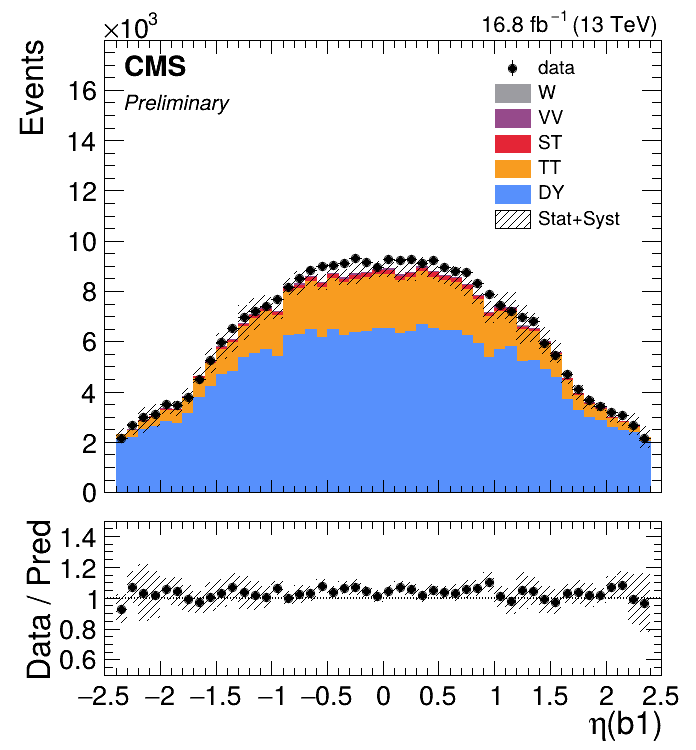 ×10³ 16.8 fb⁻¹ (13 TeV)
CMS
Preliminary
Events
data
W
VV
ST
TT
DY
Stat+Syst
16
14
12
10
8
6
4
2
0
Data / Pred
1.4
1.2
1
0.8
0.6
−2.5 −2 −1.5 −1 −0.5 0 0.5 1 1.5 2 2.5
η(b1)